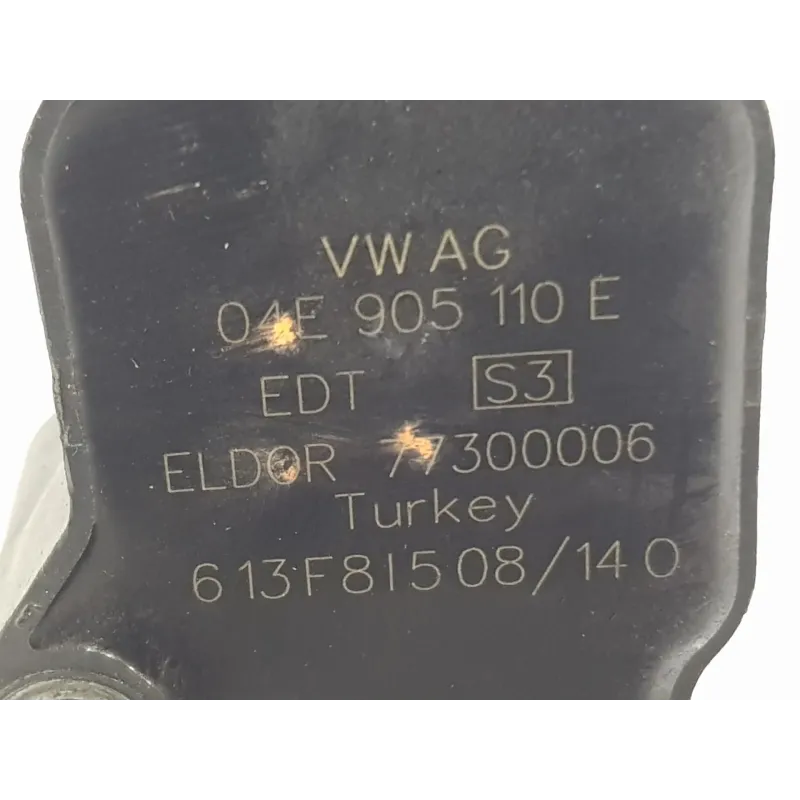 VW AG
04E 905 110 E
EDT S3
ELDOR 77300006
Turkey
613F81508/140